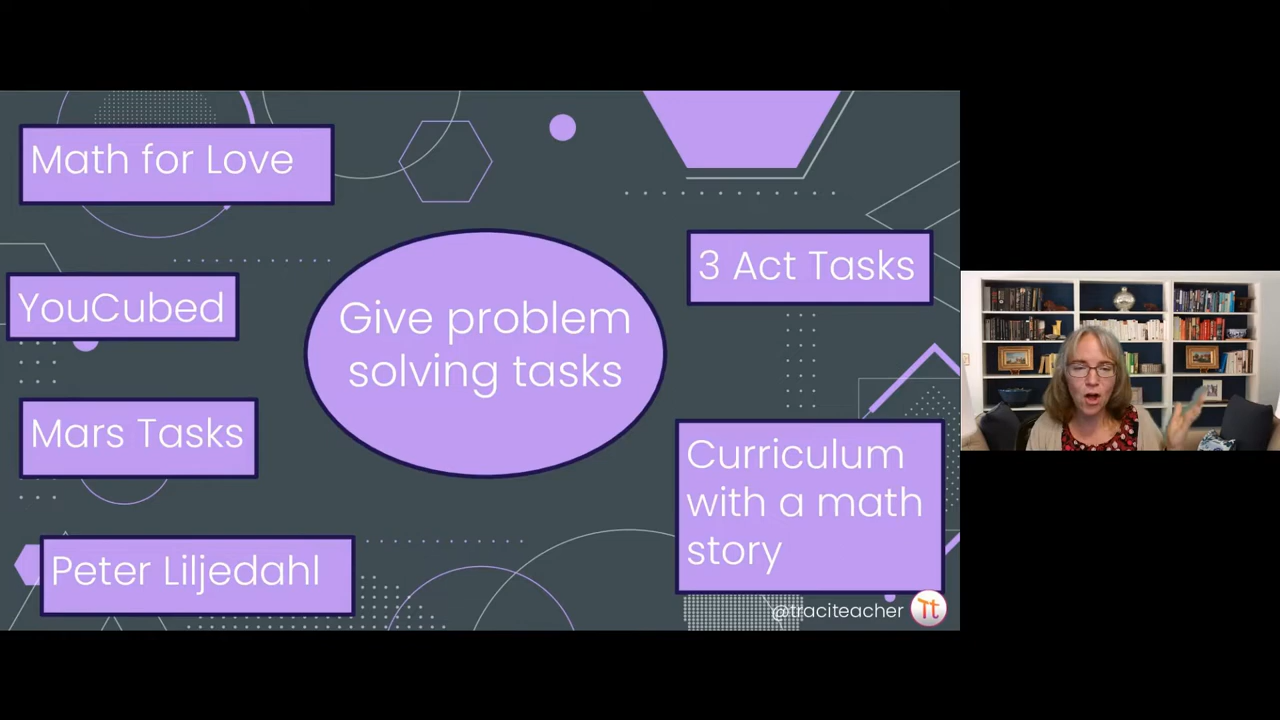 Math for Love
YouCubed
Mars Tasks
Peter Liljedahl
Give problem
solving tasks
3 Act Tasks
Curriculum
with a math
story
@traciteacher
Tt